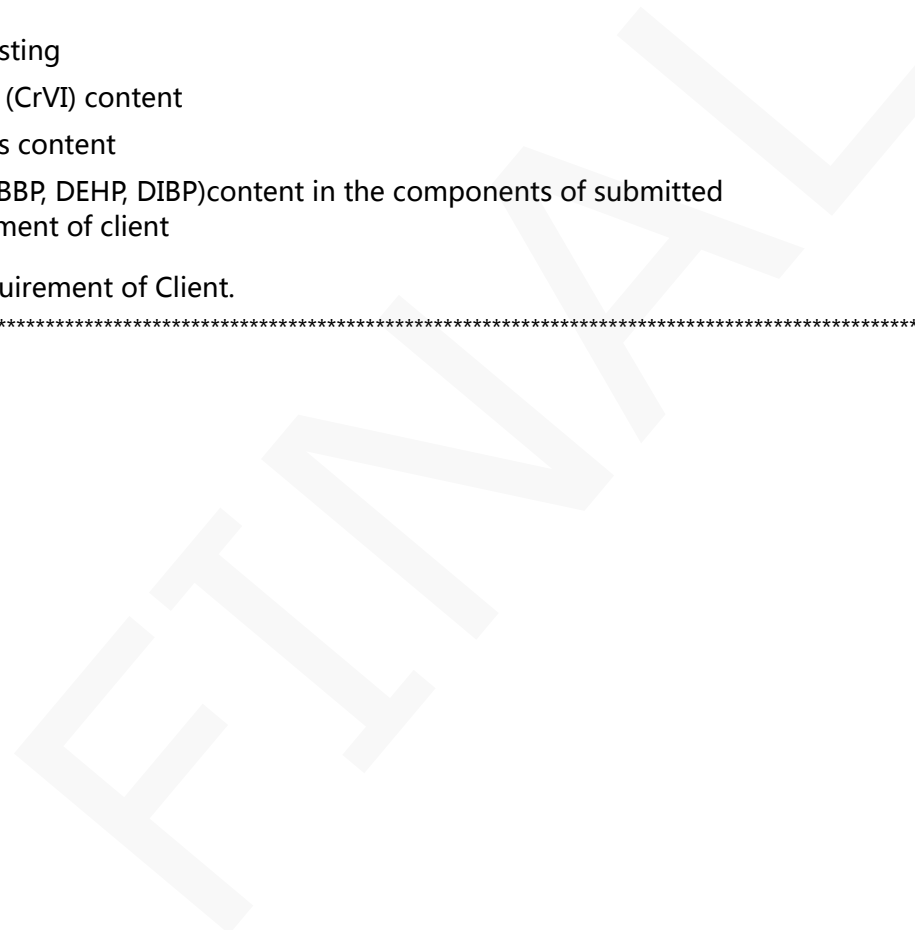 sting
(CrVI) content
s content
BBP, DEHP, DIBP)content in the components of submitted
ment of client
uirement of Client.
************************************************************************************************
FINAL